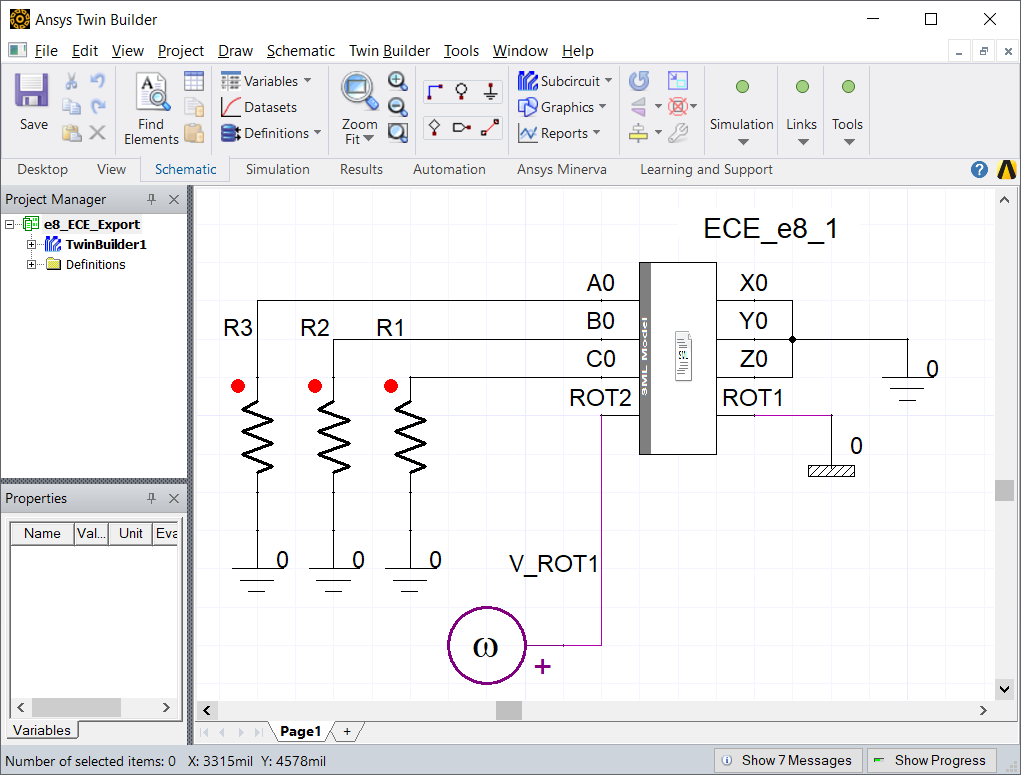 Ansys Twin Builder
File Edit View Project Draw Schematic Twin Builder Tools Window Help
Save
Find
Elements
Variables
Datasets
Definitions
Zoom
Fit
Subcircuit
Graphics
Reports
Simulation
Links
Tools
Desktop View Schematic Simulation Results Automation Ansys Minerva Learning and Support
Project Manager
e8_ECE_Export
TwinBuilder1
Definitions
Properties
Name Val... Unit Eva
Variables
ECE_e8_1
A0 X0
B0 Y0
C0 Z0
ROT2 ROT1
SML Model
R3 R2 R1
0
0
0 0 0
V_ROT1
ω
+
Page1 +
Number of selected items: 0 X: 3315mil Y: 4578mil
Show 7 Messages
Show Progress